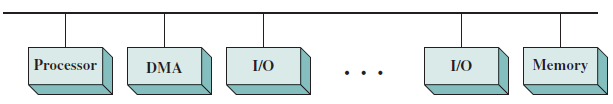 Processor DMA I/O . . . I/O Memory